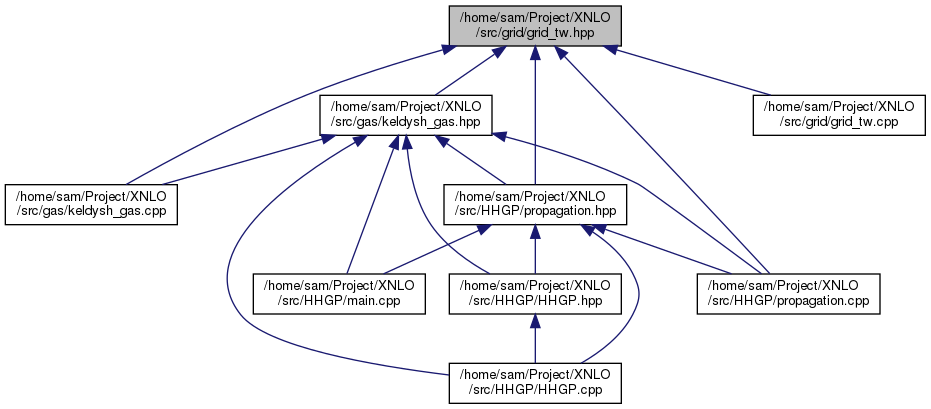 /home/sam/Project/XNLO
/src/grid/grid_tw.hpp
/home/sam/Project/XNLO
/src/gas/keldysh_gas.hpp
/home/sam/Project/XNLO
/src/grid/grid_tw.cpp
/home/sam/Project/XNLO
/src/gas/keldysh_gas.cpp
/home/sam/Project/XNLO
/src/HHGP/propagation.hpp
/home/sam/Project/XNLO
/src/HHGP/main.cpp
/home/sam/Project/XNLO
/src/HHGP/HHGP.hpp
/home/sam/Project/XNLO
/src/HHGP/propagation.cpp
/home/sam/Project/XNLO
/src/HHGP/HHGP.cpp